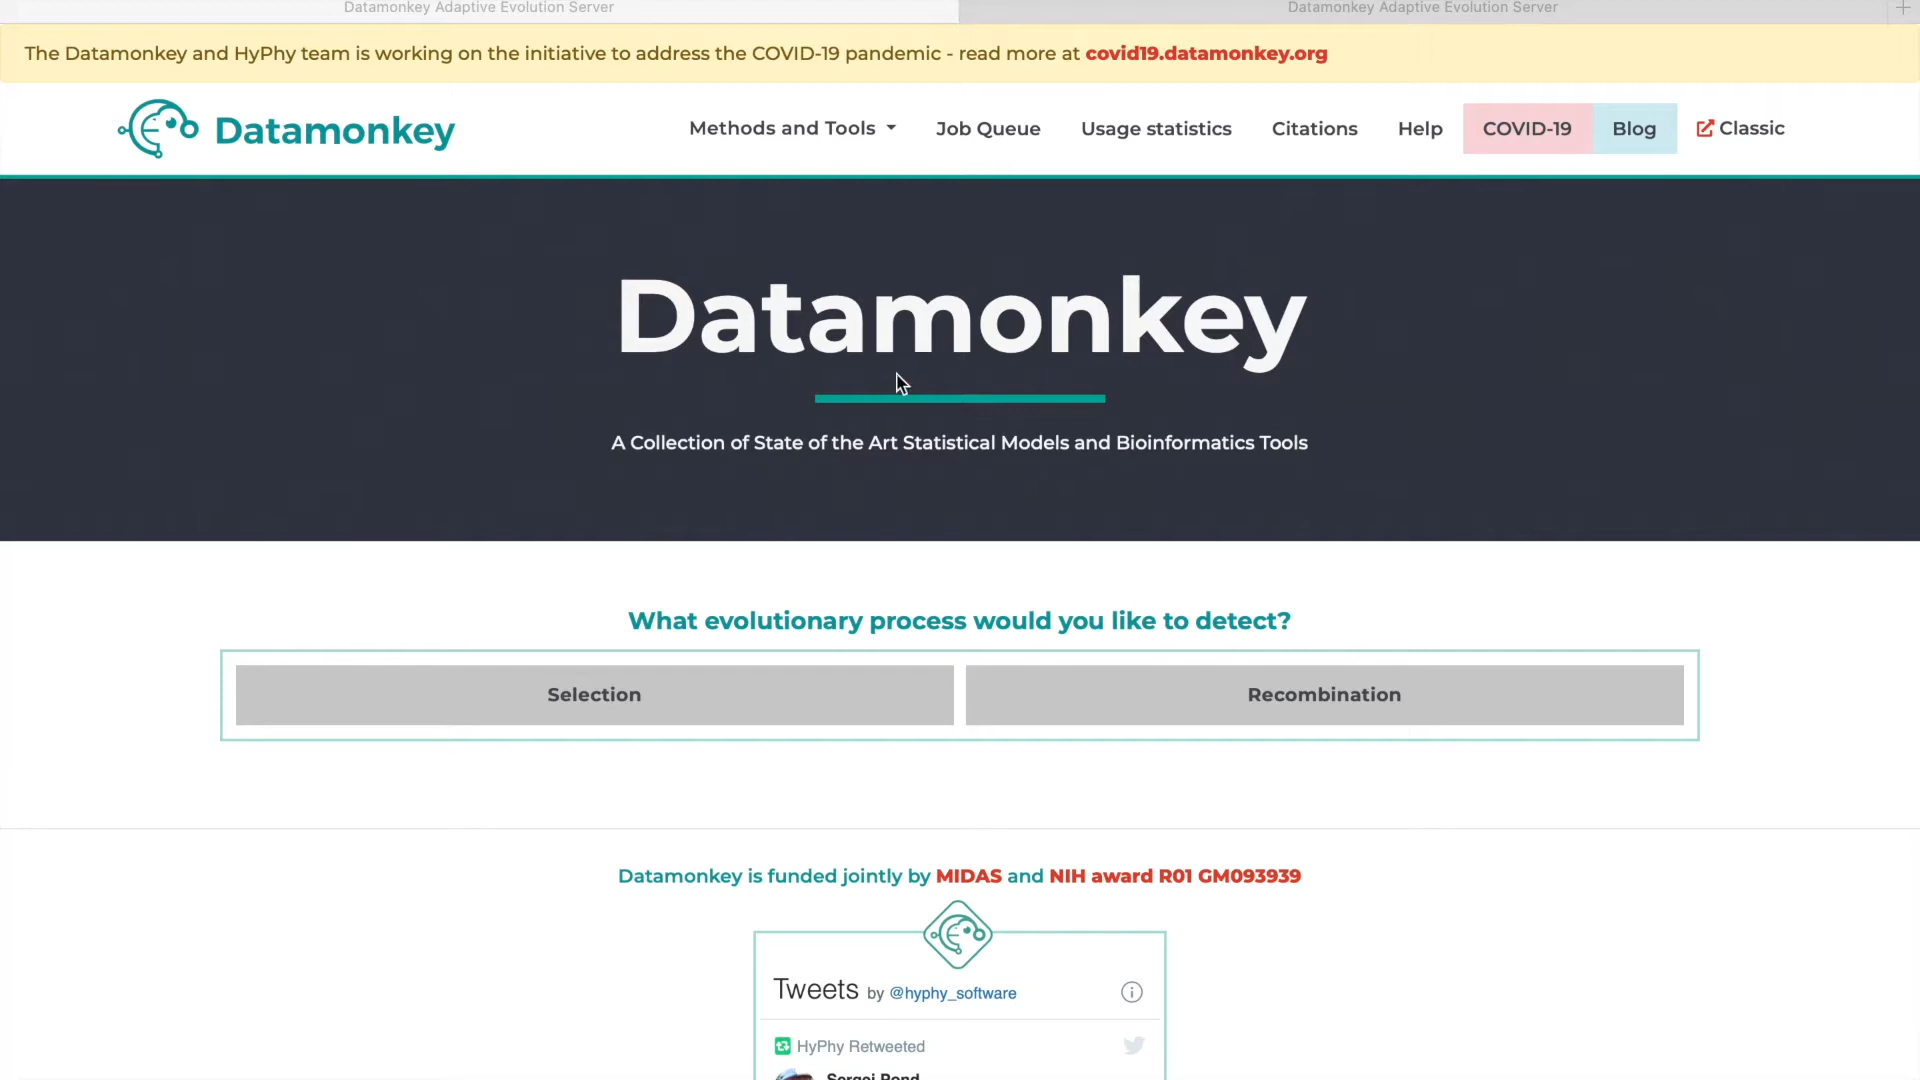 Datamonkey Adaptive Evolution Server
Datamonkey Adaptive Evolution Server
The Datamonkey and HyPhy team is working on the initiative to address the COVID-19 pandemic - read more at covid19.datamonkey.org
Datamonkey
Methods and Tools
Job Queue
Usage statistics
Citations
Help
COVID-19
Blog
Classic
Datamonkey
A Collection of State of the Art Statistical Models and Bioinformatics Tools
What evolutionary process would you like to detect?
Selection
Recombination
Datamonkey is funded jointly by MIDAS and NIH award R01 GM093939
Tweets by @hyphy_software
HyPhy Retweeted
Sergei Pond